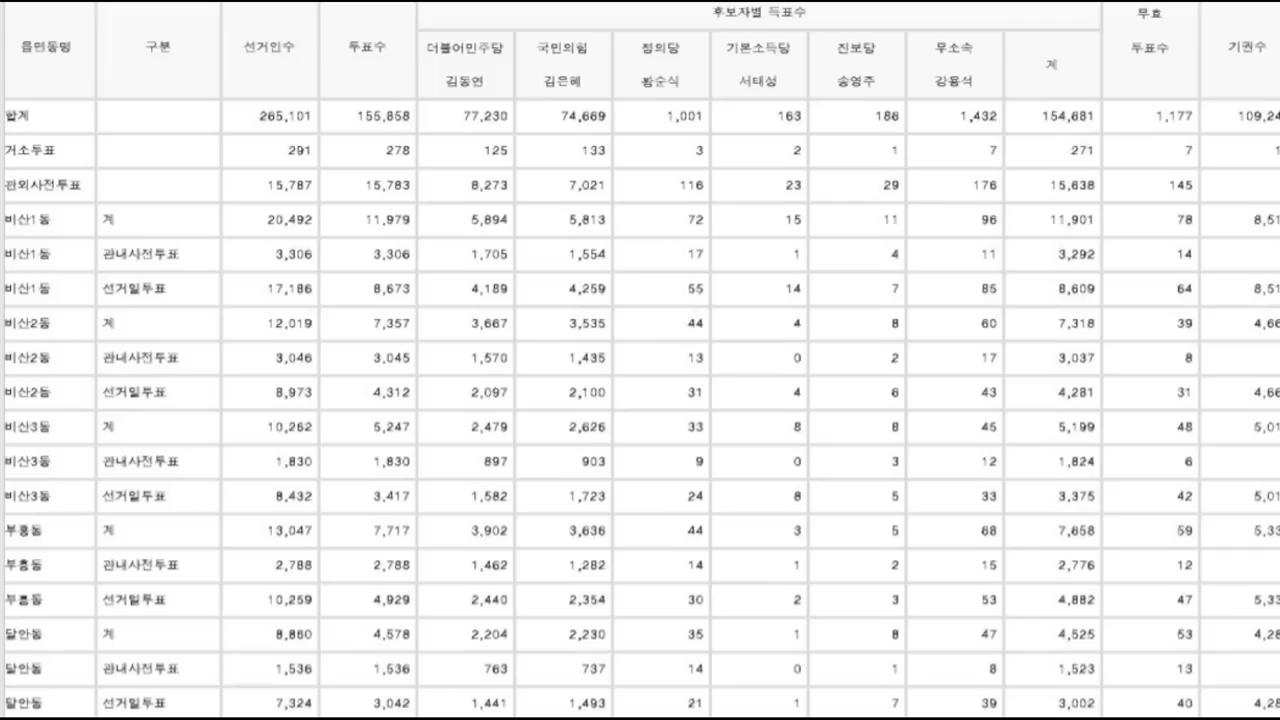 후보자별 득표수 무효
읍면동명 구분 선거인수 투표수 더불어민주당 국민의힘 정의당 기본소득당 진보당 무소속 계 투표수 기권수
김동연 김은혜 황순식 서태성 송영주 강용석
합계 265,101 155,858 77,230 74,669 1,001 163 186 1,432 154,681 1,177 109,24
거소투표 291 278 125 133 3 2 1 7 271 7 1
관외사전투표 15,787 15,783 8,273 7,021 116 23 29 176 15,638 145
비산1동 계 20,492 11,979 5,894 5,813 72 15 11 96 11,901 78 8,51
비산1동 관내사전투표 3,306 3,306 1,705 1,554 17 1 4 11 3,292 14
비산1동 선거일투표 17,186 8,673 4,189 4,259 55 14 7 85 8,609 64 8,51
비산2동 계 12,019 7,357 3,667 3,535 44 4 8 60 7,318 39 4,66
비산2동 관내사전투표 3,046 3,045 1,570 1,435 13 0 2 17 3,037 8
비산2동 선거일투표 8,973 4,312 2,097 2,100 31 4 6 43 4,281 31 4,66
비산3동 계 10,262 5,247 2,479 2,626 33 8 8 45 5,199 48 5,01
비산3동 관내사전투표 1,830 1,830 897 903 9 0 3 12 1,824 6
비산3동 선거일투표 8,432 3,417 1,582 1,723 24 8 5 33 3,375 42 5,01
부흥동 계 13,047 7,717 3,902 3,636 44 3 5 68 7,658 59 5,33
부흥동 관내사전투표 2,788 2,788 1,462 1,282 14 1 2 15 2,776 12
부흥동 선거일투표 10,259 4,929 2,440 2,354 30 2 3 53 4,882 47 5,33
달안동 계 8,860 4,578 2,204 2,230 35 1 8 47 4,525 53 4,28
달안동 관내사전투표 1,536 1,536 763 737 14 0 1 8 1,523 13
달안동 선거일투표 7,324 3,042 1,441 1,493 21 1 7 39 3,002 40 4,28